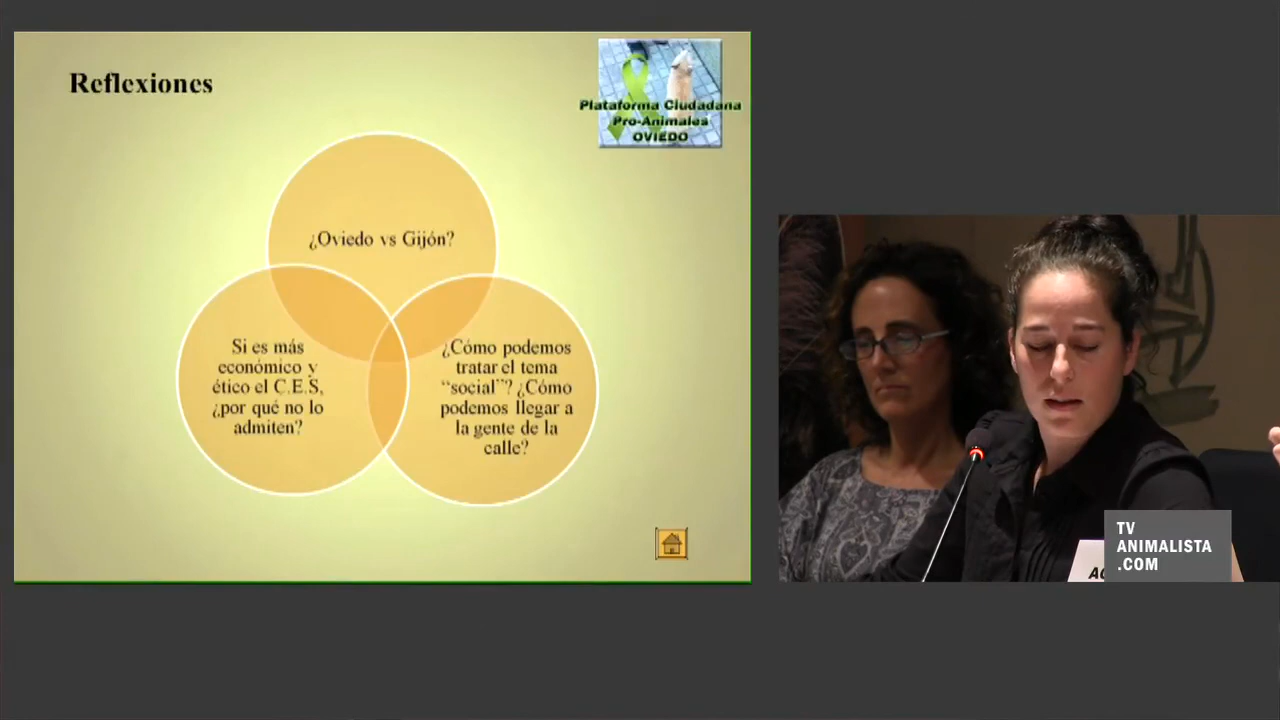 Reflexiones
Plataforma Ciudadana
Pro-Animales
OVIEDO
¿Oviedo vs Gijón?
Si es más
económico y
ético el C.E.S,
¿por qué no lo
admiten?
¿Cómo podemos
tratar el tema
“social”? ¿Cómo
podemos llegar a
la gente de la
calle?
TV
ANIMALISTA
.COM